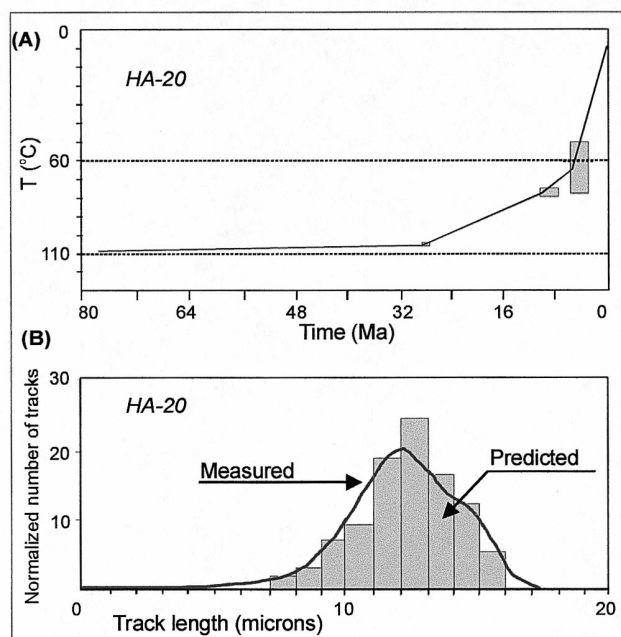 (A)
HA-20
T (°C)
0
60
110
80 64 48 32 16 0
Time (Ma)
(B)
HA-20
Normalized number of tracks
30
20
10
Measured
Predicted
0 10 20
Track length (microns)